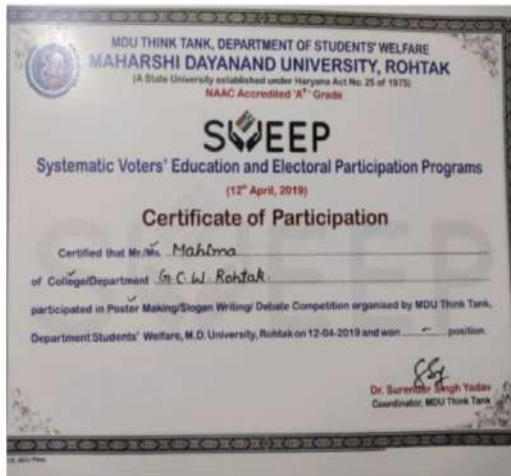 MDU THINK TANK, DEPARTMENT OF STUDENTS' WELFARE
MAHARSHI DAYANAND UNIVERSITY, ROHTAK
(A State University established under Haryana Act No. 25 of 1975)
NAAC Accredited 'A+' Grade
SWEEP
Systematic Voters' Education and Electoral Participation Programs
(12th April, 2019)
Certificate of Participation
Certified that Mr/Ms. Mahima
of College/Department G.C.W. Rohtak.
participated in Poster Making/Slogan Writing/ Debate Competition organised by MDU Think Tank,
Department Students' Welfare, M.D. University, Rohtak on 12-04-2019 and won ..... – ..... position.
Dr. Surender Singh Yadav
Coordinator, MDU Think Tank